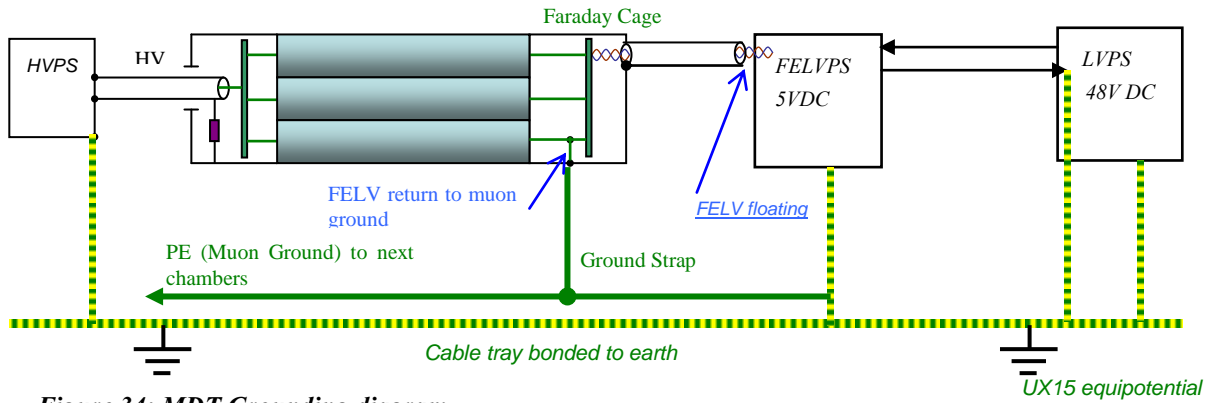 Faraday Cage
HVPS
HV
FELVPS
5VDC
LVPS
48V DC
FELV return to muon
ground
FELV floating
PE (Muon Ground) to next
chambers
Ground Strap
Cable tray bonded to earth
UX15 equipotential
Figure 34: MDT Grounding diagram